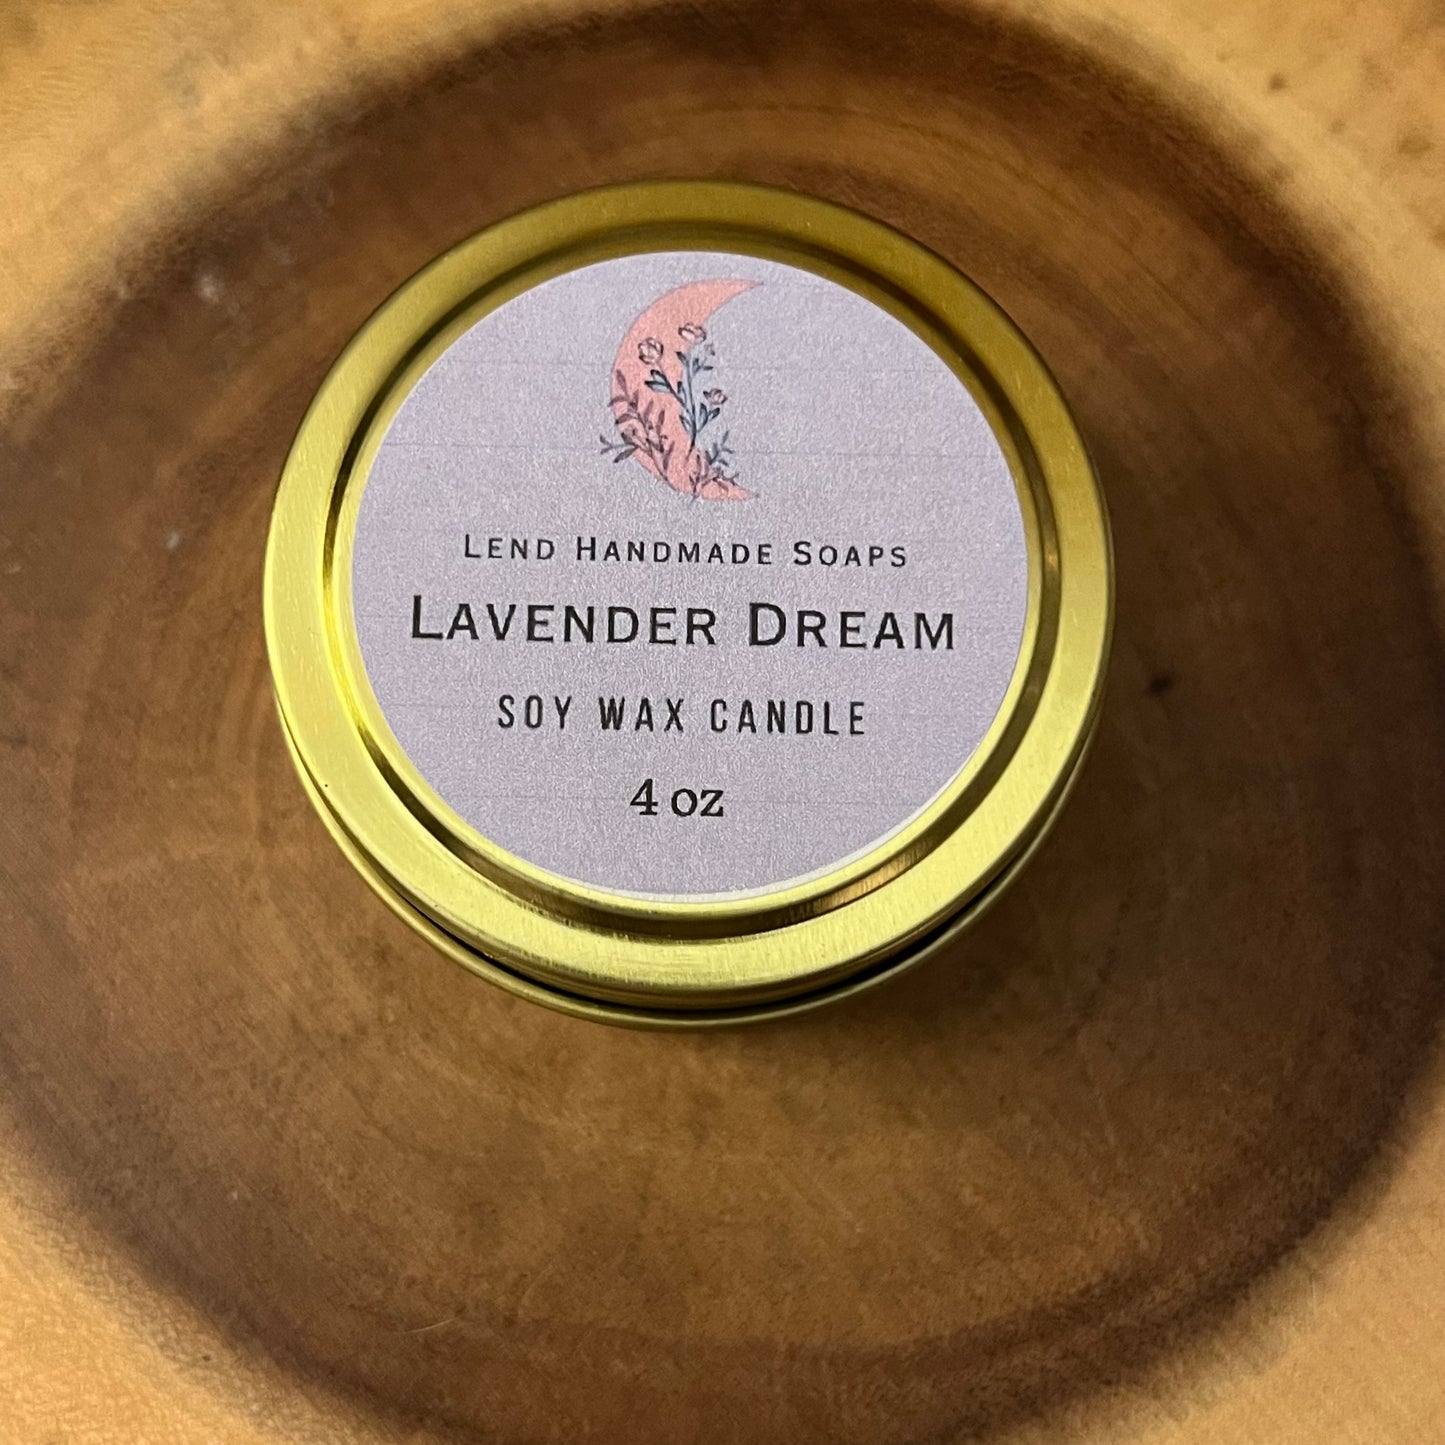 Lend Handmade Soaps
Lavender Dream
SOY WAX CANDLE
4 oz